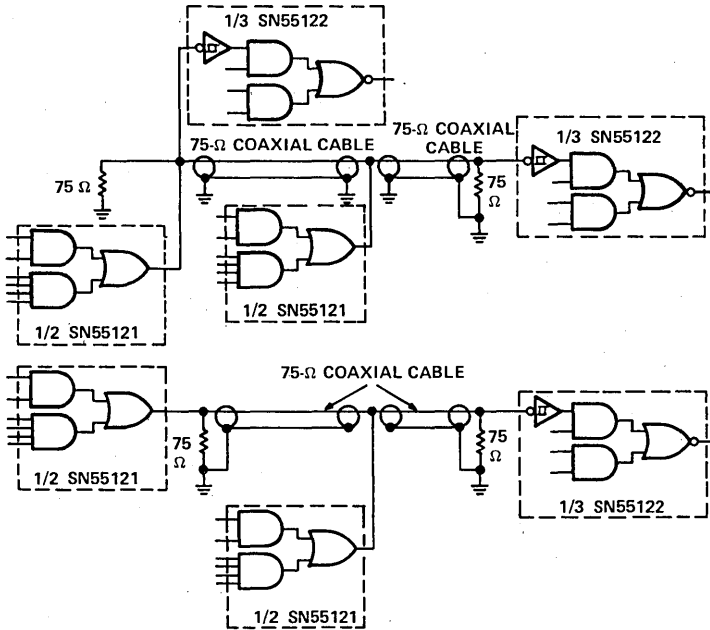 1/3 SN55122
75-Ω COAXIAL CABLE
75-Ω COAXIAL
CABLE
1/3 SN55122
75 Ω
75
Ω
1/2 SN55121
1/2 SN55121
75-Ω COAXIAL CABLE
75
Ω
75
Ω
1/2 SN55121
1/3 SN55122
1/2 SN55121